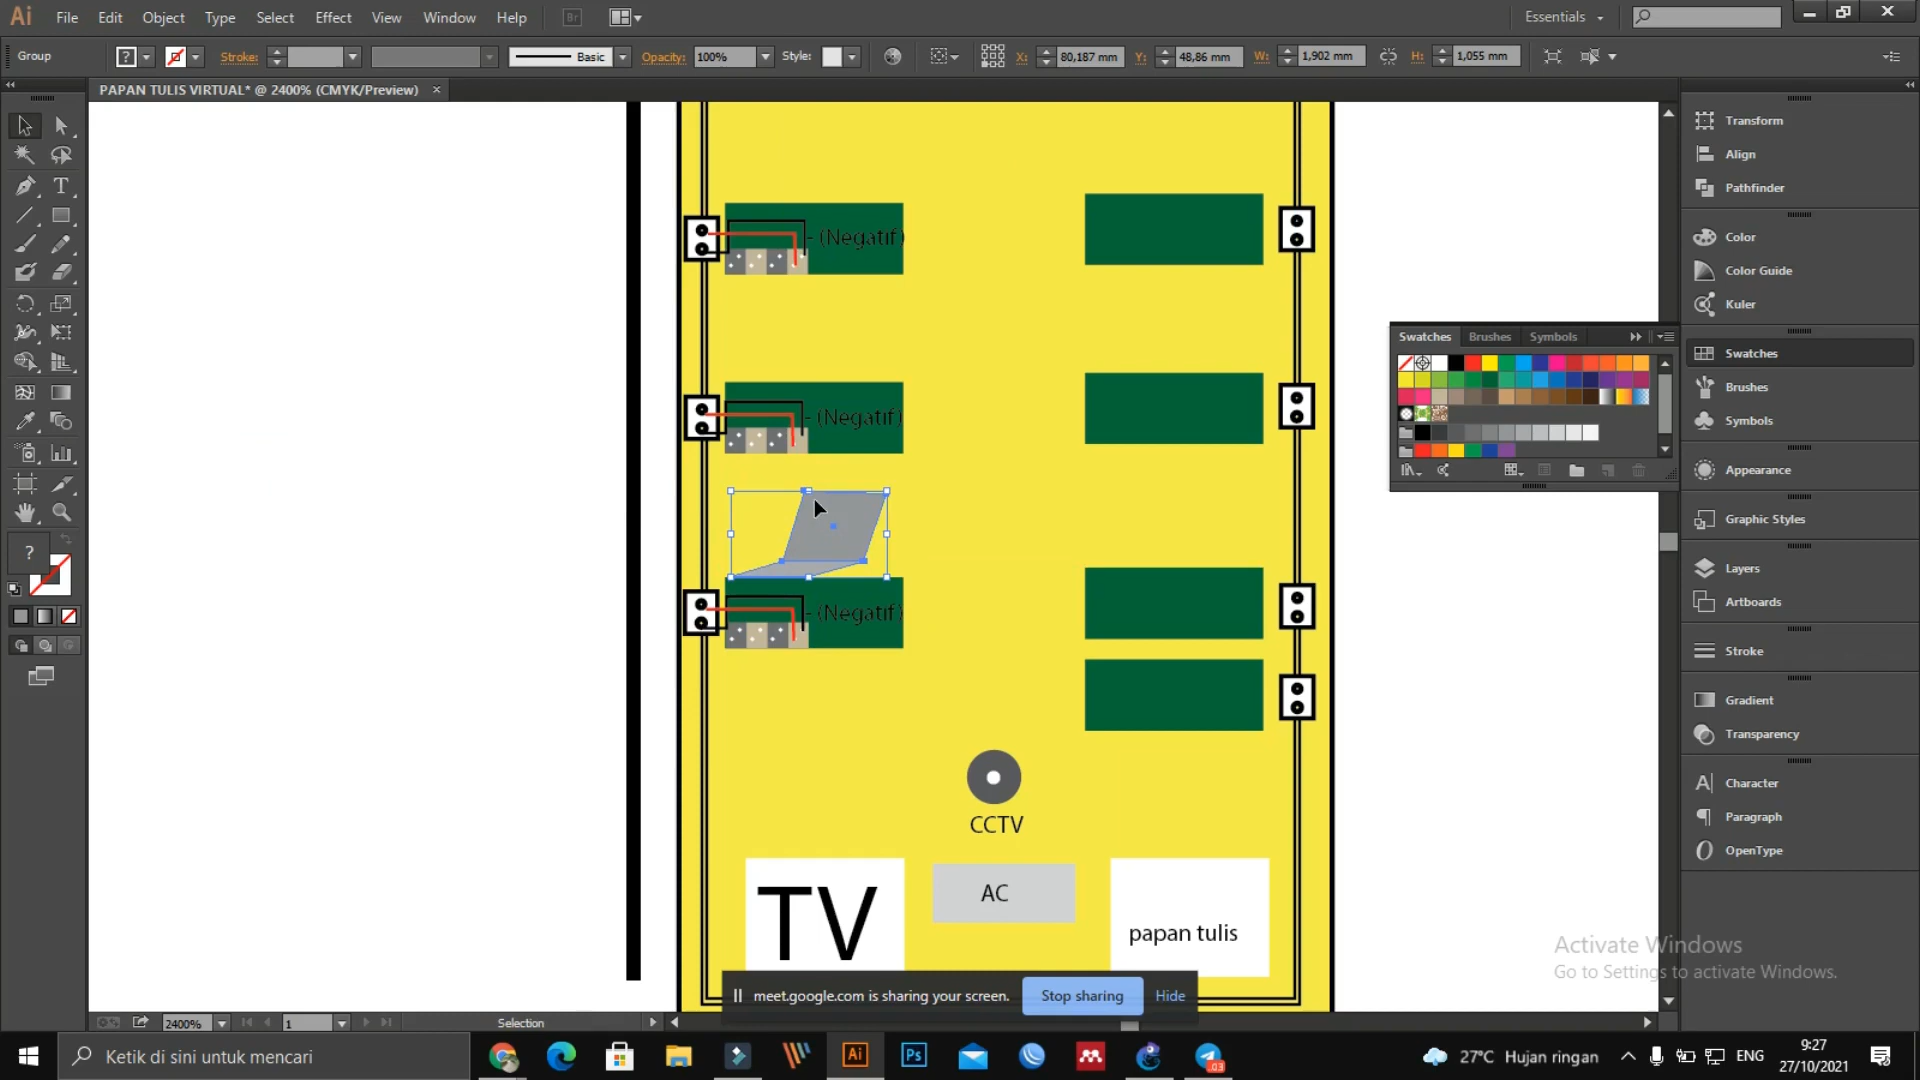 Ai File Edit Object Type Select Effect View Window Help Br Essentials
Group ? Stroke: Basic Opacity: 100% Style: X: 80,187 mm Y: 48,86 mm W: 1,902 mm H: 1,055 mm
PAPAN TULIS VIRTUAL* @ 2400% (CMYK/Preview) ×
- (Negatif)
- (Negatif)
- (Negatif)
CCTV
TV
AC
papan tulis
T
?
Swatches Brushes Symbols
Transform
Align
Pathfinder
Color
Color Guide
Kuler
Swatches
Brushes
Symbols
Appearance
Graphic Styles
Layers
Artboards
Stroke
Gradient
Transparency
Character
Paragraph
OpenType
Activate Windows
Go to Settings to activate Windows.
meet.google.com is sharing your screen. Stop sharing Hide
2400% 1 Selection
Ketik di sini untuk mencari Ai Ps 27°C Hujan ringan ENG 9:27
27/10/2021